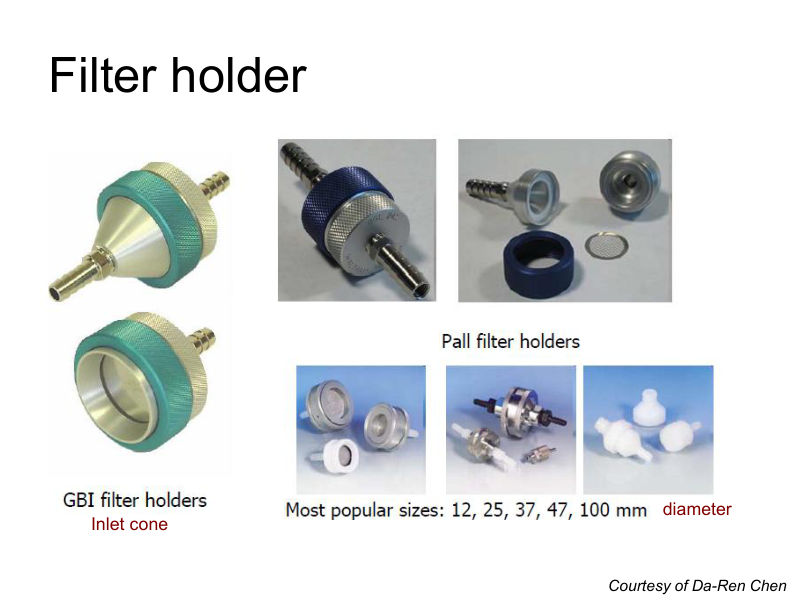 Filter holder
Pall filter holders
GBI filter holders
Inlet cone
Most popular sizes: 12, 25, 37, 47, 100 mm diameter
Courtesy of Da-Ren Chen